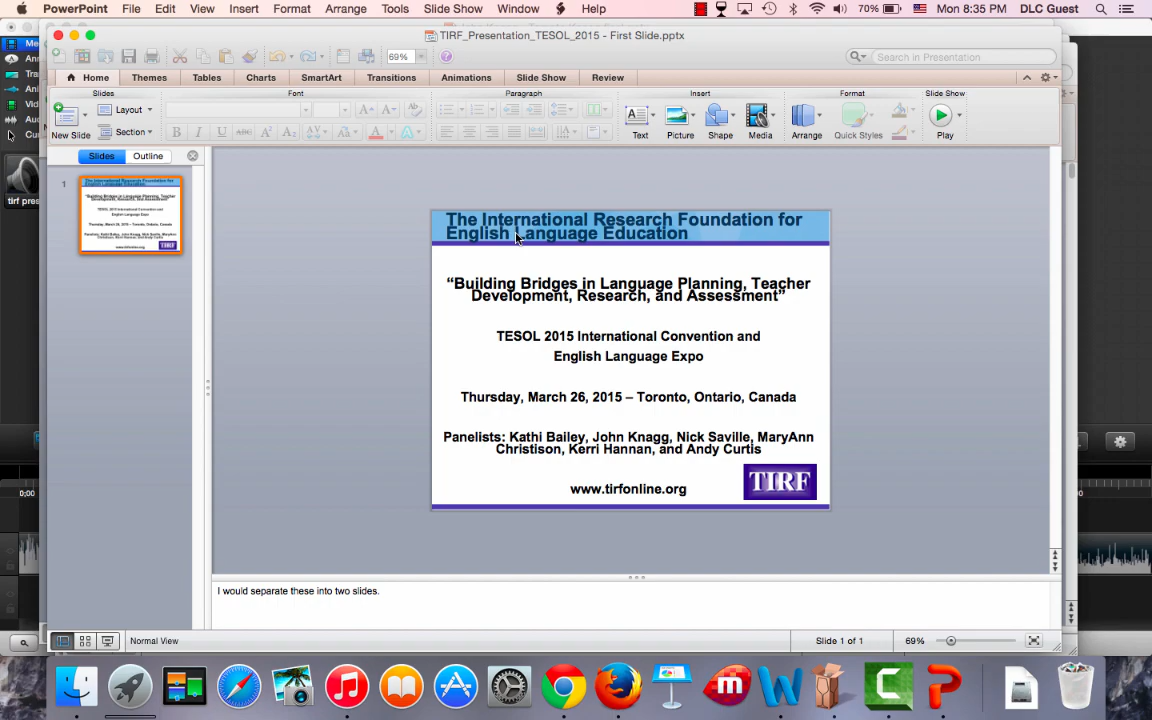 PowerPoint File Edit View Insert Format Arrange Tools Slide Show Window Help 70% Mon 8:35 PM DLC Guest
TIRF_Presentation_TESOL_2015 - First Slide.pptx
69%
Search in Presentation
Home Themes Tables Charts SmartArt Transitions Animations Slide Show Review
Slides Font Paragraph Insert Format Slide Show
New Slide Layout Section Text Picture Shape Media Arrange Quick Styles Play
Slides Outline
1
The International Research Foundation for
English Language Education
“Building Bridges in Language Planning, Teacher
Development, Research, and Assessment”
TESOL 2015 International Convention and
English Language Expo
Thursday, March 26, 2015 – Toronto, Ontario, Canada
Panelists: Kathi Bailey, John Knagg, Nick Saville, MaryAnn
Christison, Kerri Hannan, and Andy Curtis
www.tirfonline.org
TIRF
I would separate these into two slides.
Normal View Slide 1 of 1 69%